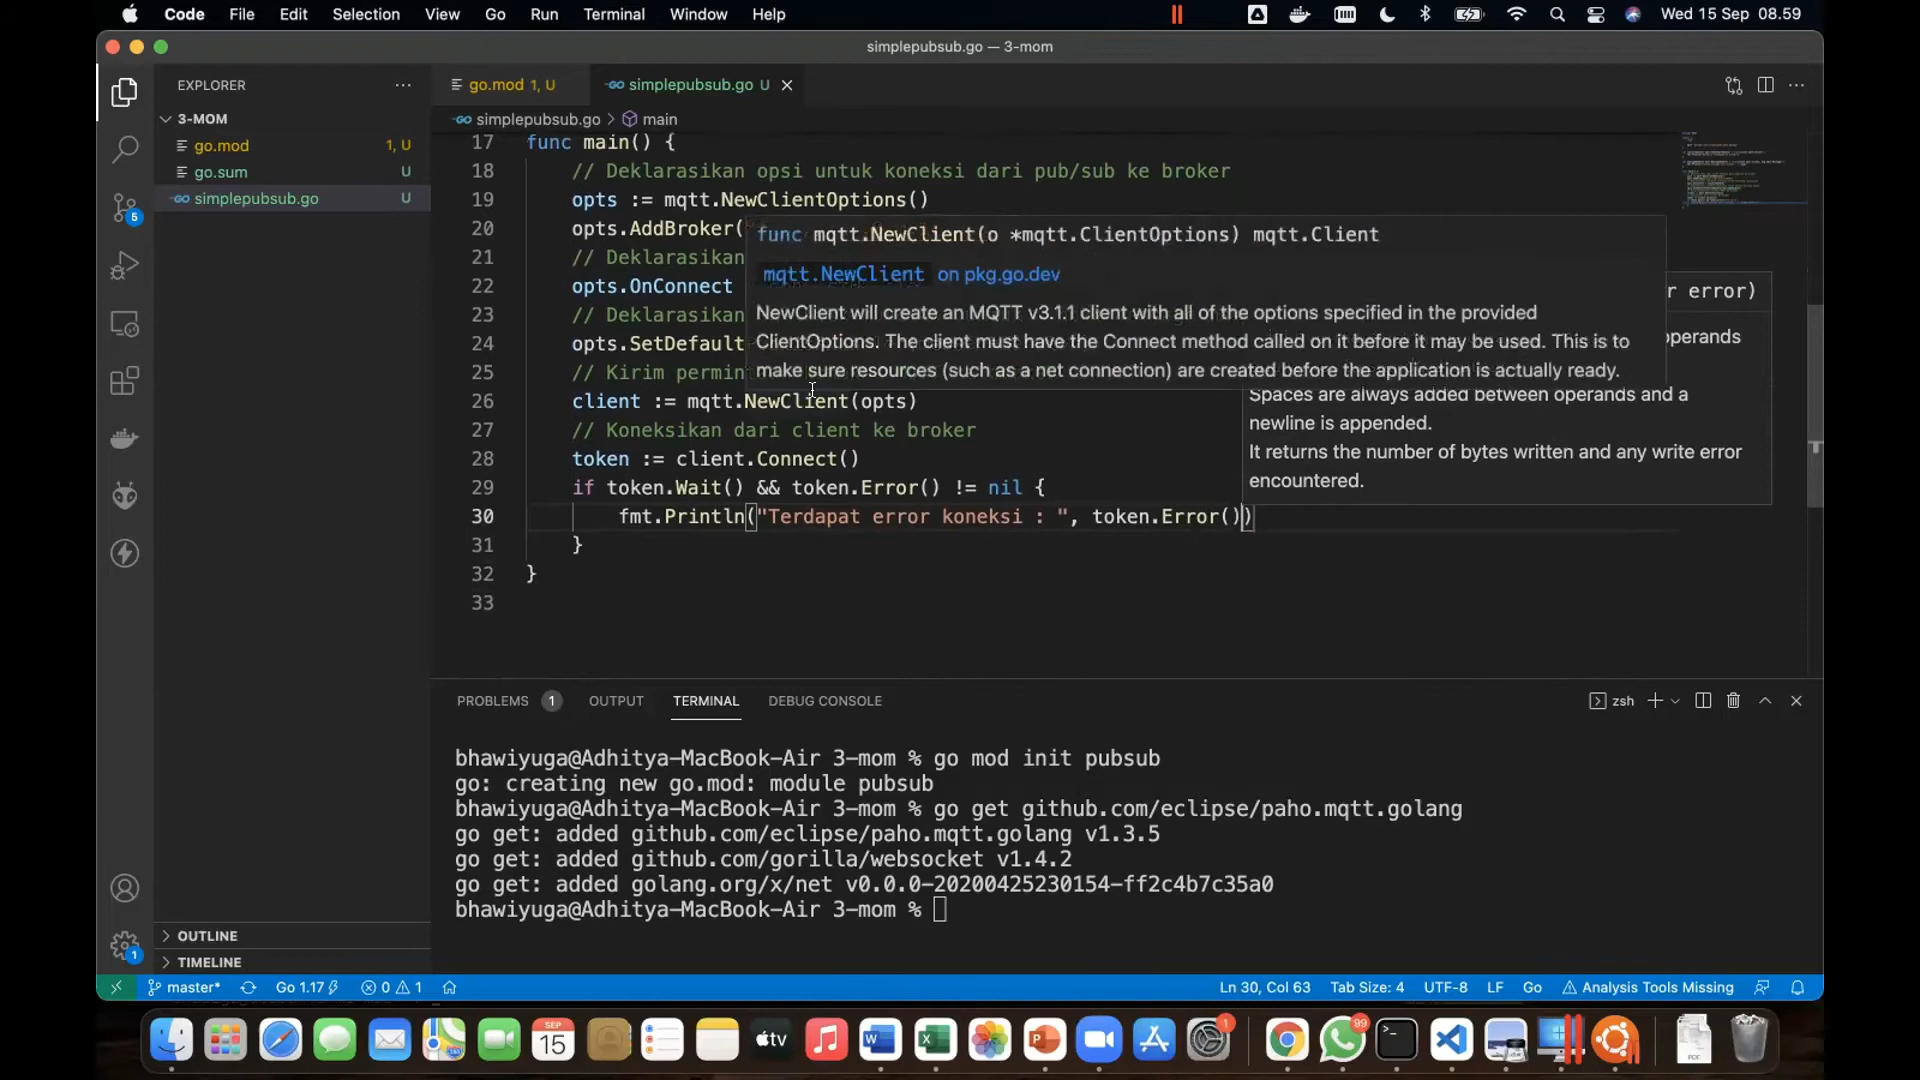 Code File Edit Selection View Go Run Terminal Window Help Wed 15 Sep 08.59
simplepubsub.go — 3-mom
EXPLORER
go.mod 1, U
simplepubsub.go U
3-MOM
simplepubsub.go > main
go.mod 1, U
go.sum U
simplepubsub.go U
5
17 func main() {
18 // Deklarasikan opsi untuk koneksi dari pub/sub ke broker
19 opts := mqtt.NewClientOptions()
20 opts.AddBroker(
21 // Deklarasikan
22 opts.OnConnect
23 // Deklarasikan
24 opts.SetDefault
25 // Kirim permint
26 client := mqtt.NewClient(opts)
27 // Koneksikan dari client ke broker
28 token := client.Connect()
29 if token.Wait() && token.Error() != nil {
30 fmt.Println("Terdapat error koneksi : ", token.Error())
31 }
32 }
33
func mqtt.NewClient(o *mqtt.ClientOptions) mqtt.Client
mqtt.NewClient on pkg.go.dev
NewClient will create an MQTT v3.1.1 client with all of the options specified in the provided
ClientOptions. The client must have the Connect method called on it before it may be used. This is to
make sure resources (such as a net connection) are created before the application is actually ready.
r error)
operands
Spaces are always added between operands and a
newline is appended.
It returns the number of bytes written and any write error
encountered.
PROBLEMS 1 OUTPUT TERMINAL DEBUG CONSOLE zsh
bhawiyuga@Adhitya-MacBook-Air 3-mom % go mod init pubsub
go: creating new go.mod: module pubsub
bhawiyuga@Adhitya-MacBook-Air 3-mom % go get github.com/eclipse/paho.mqtt.golang
go get: added github.com/eclipse/paho.mqtt.golang v1.3.5
go get: added github.com/gorilla/websocket v1.4.2
go get: added golang.org/x/net v0.0.0-20200425230154-ff2c4b7c35a0
bhawiyuga@Adhitya-MacBook-Air 3-mom %
OUTLINE
TIMELINE
1
master* Go 1.17 0 1 Ln 30, Col 63 Tab Size: 4 UTF-8 LF Go Analysis Tools Missing
SEP
15
tv
1
99
PDF